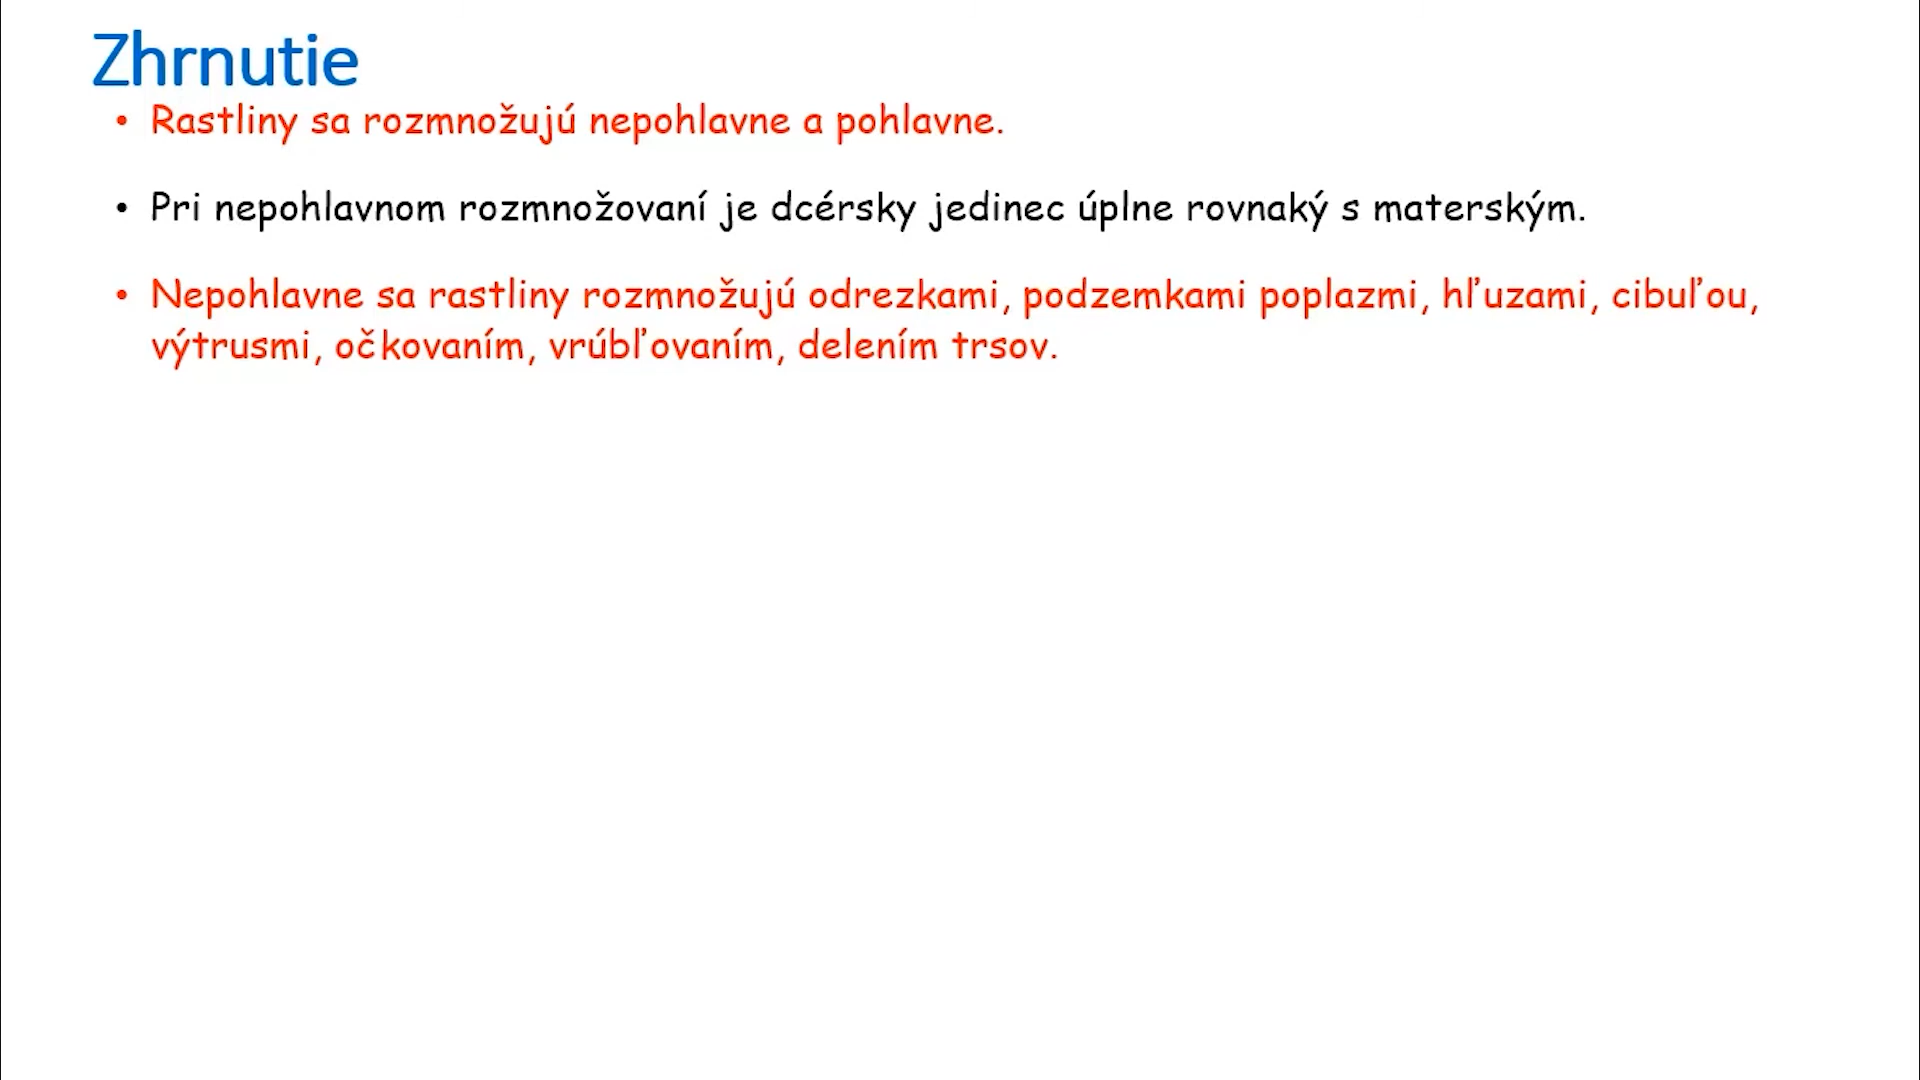 Zhrnutie
• Rastliny sa rozmnožujú nepohlavne a pohlavne.
• Pri nepohlavnom rozmnožovaní je dcérsky jedinec úplne rovnaký s materským.
• Nepohlavne sa rastliny rozmnožujú odrezkami, podzemkami poplazmi, hľuzami, cibuľou,
výtrusmi, očkovaním, vrúbľovaním, delením trsov.